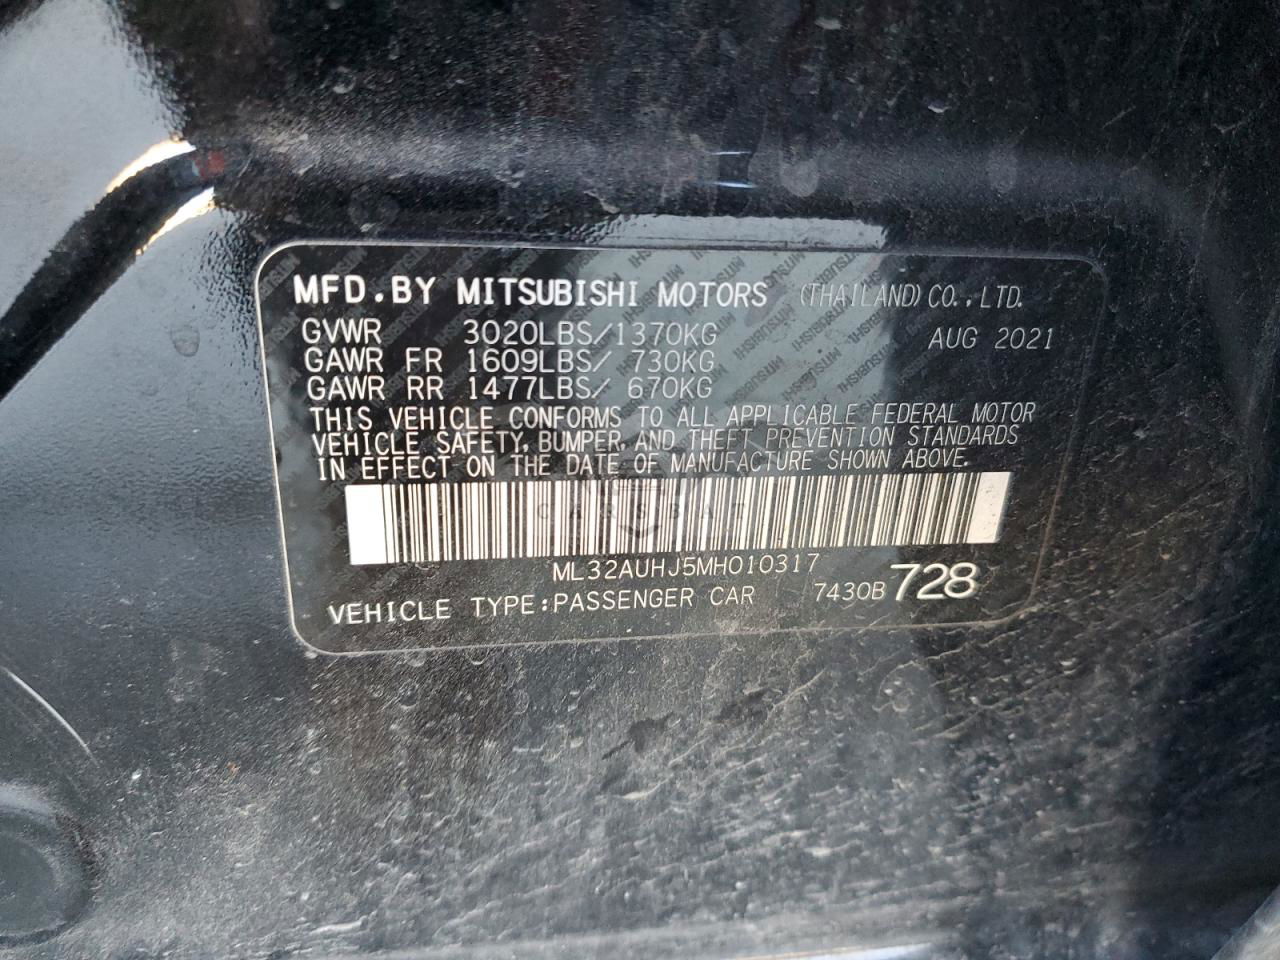 MFD.BY MITSUBISHI MOTORS (THAILAND) CO.,LTD.
GVWR 3020LBS/1370KG AUG 2021
GAWR FR 1609LBS/ 730KG
GAWR RR 1477LBS/ 670KG
THIS VEHICLE CONFORMS TO ALL APPLICABLE FEDERAL MOTOR
VEHICLE SAFETY, BUMPER, AND THEFT PREVENTION STANDARDS
IN EFFECT ON THE DATE OF MANUFACTURE SHOWN ABOVE.
CARSBAT
ML32AUHJ5MH010317
VEHICLE TYPE:PASSENGER CAR 7430B 728